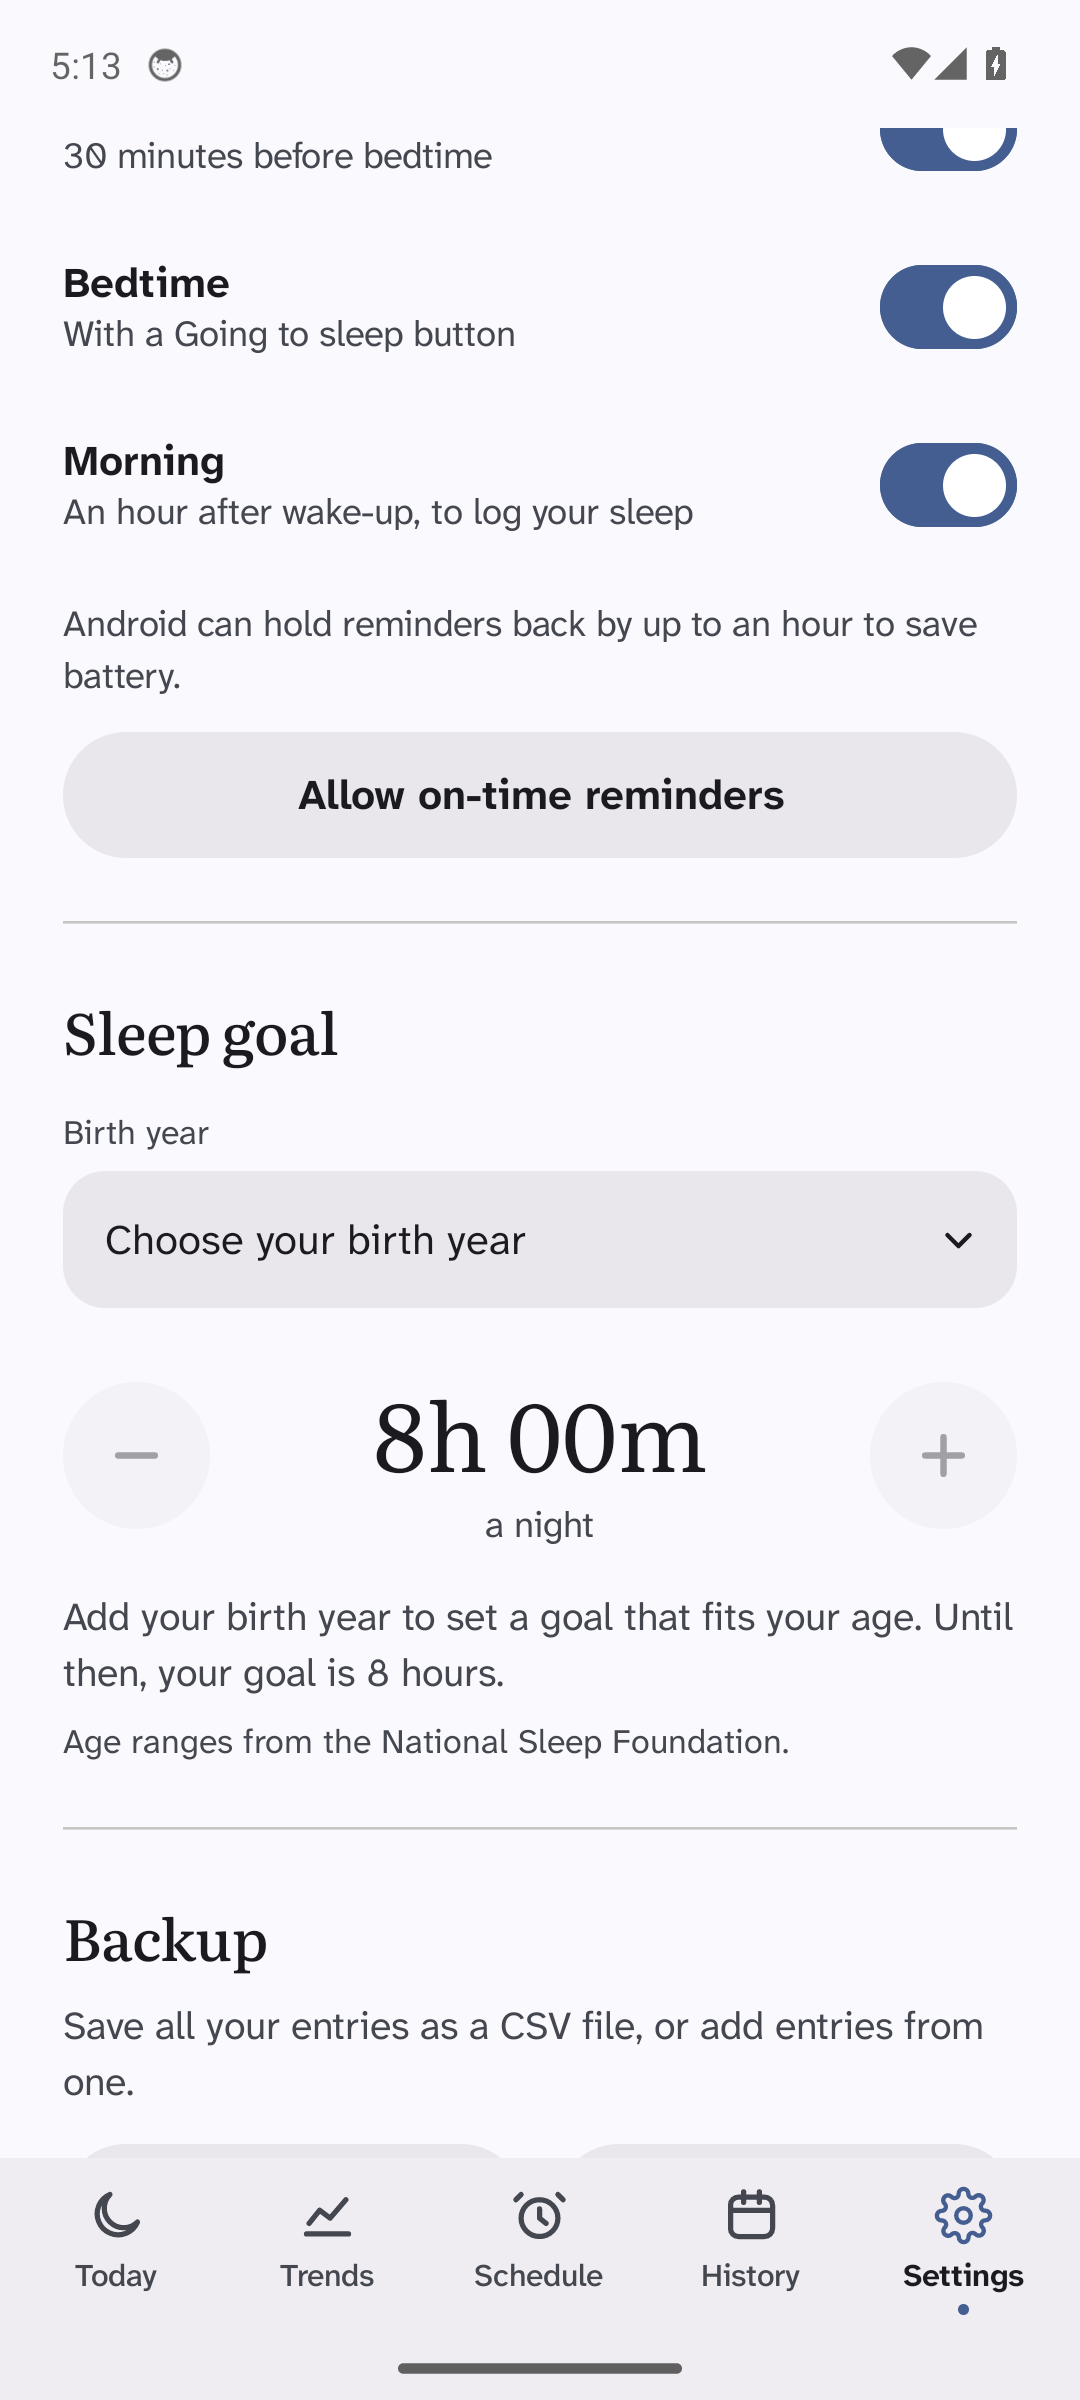 5:13
30 minutes before bedtime
Bedtime
With a Going to sleep button
Morning
An hour after wake-up, to log your sleep
Android can hold reminders back by up to an hour to save
battery.
Allow on-time reminders
Sleep goal
Birth year
Choose your birth year
8h 00m
a night
Add your birth year to set a goal that fits your age. Until
then, your goal is 8 hours.
Age ranges from the National Sleep Foundation.
Backup
Save all your entries as a CSV file, or add entries from
one.
Today
Trends
Schedule
History
Settings